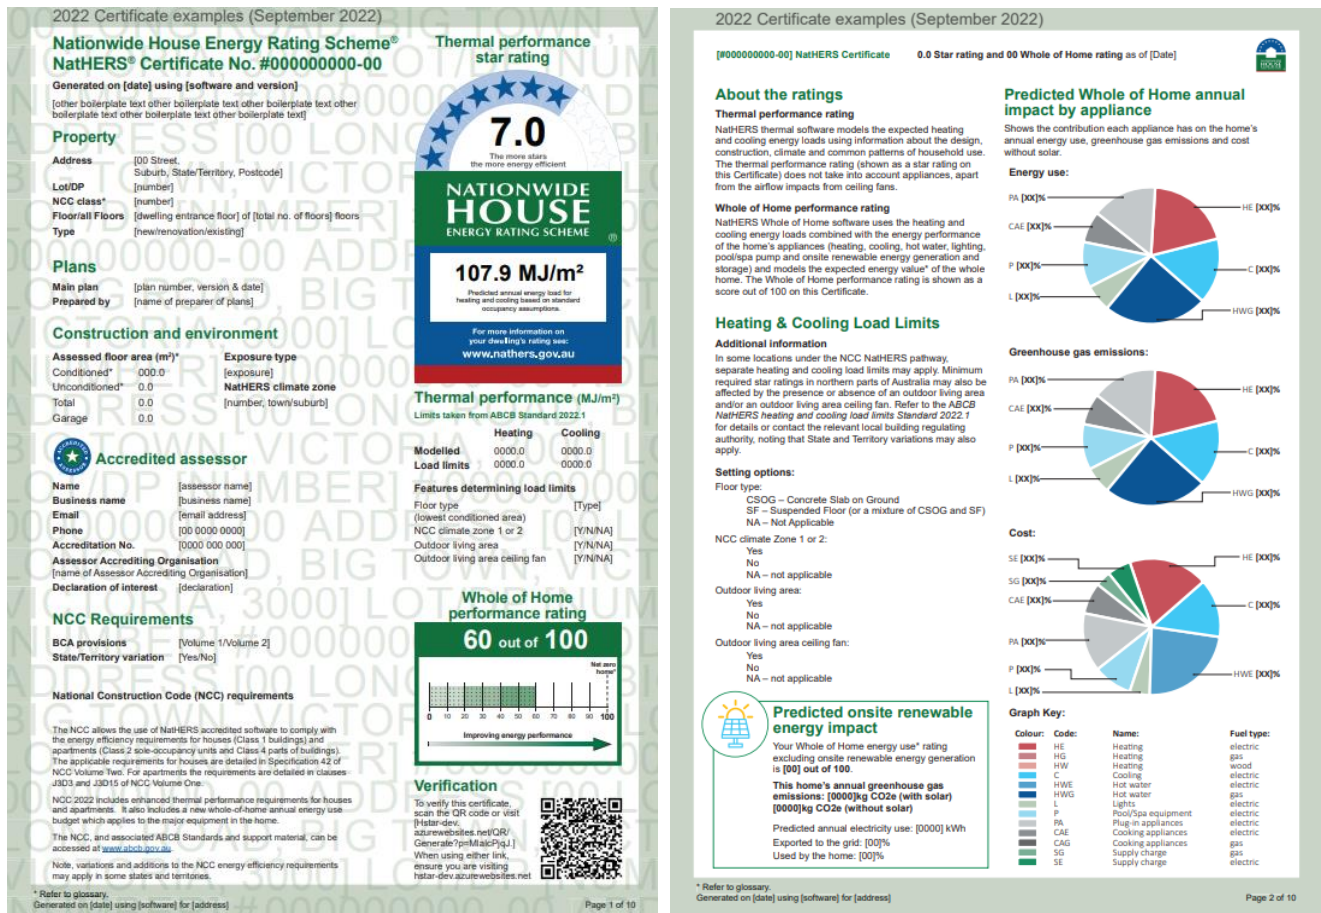 2022 Certificate examples (September 2022)
Nationwide House Energy Rating Scheme®
NatHERS® Certificate No. #000000000-00
Generated on [date] using [software and version]
[other boilerplate text other boilerplate text other boilerplate text other
boilerplate text other boilerplate text other boilerplate text]
Property
Address [00 Street,
Suburb, State/Territory, Postcode]
Lot/DP [number]
NCC class* [number]
Floor/all Floors [dwelling entrance floor] of [total no. of floors] floors
Type [new/renovation/existing]
Plans
Main plan [plan number, version & date]
Prepared by [name of preparer of plans]
Construction and environment
Assessed floor area (m²)* Exposure type
Conditioned* 000.0 [exposure]
Unconditioned* 0.0 NatHERS climate zone
Total 0.0 [number, town/suburb]
Garage 0.0
ACCREDITED ASSESSOR
Accredited assessor
Name [assessor name]
Business name [business name]
Email [email address]
Phone [00 0000 0000]
Accreditation No. [0000 000 000]
Assessor Accrediting Organisation
[name of Assessor Accrediting Organisation]
Declaration of interest [declaration]
NCC Requirements
BCA provisions [Volume 1/Volume 2]
State/Territory variation [Yes/No]
National Construction Code (NCC) requirements
The NCC allows the use of NatHERS accredited software to comply with
the energy efficiency requirements for houses (Class 1 buildings) and
apartments (Class 2 sole-occupancy units and Class 4 parts of buildings).
The applicable requirements for houses are detailed in Specification 42 of
NCC Volume Two. For apartments the requirements are detailed in clauses
J3D3 and J3D15 of NCC Volume One.
NCC 2022 includes enhanced thermal performance requirements for houses
and apartments. It also includes a new whole-of-home annual energy use
budget which applies to the major equipment in the home.
The NCC, and associated ABCB Standards and support material, can be
accessed at www.abcb.gov.au.
Note, variations and additions to the NCC energy efficiency requirements
may apply in some states and territories.
Thermal performance
star rating
7.0
The more stars
the more energy efficient
NATIONWIDE
HOUSE
ENERGY RATING SCHEME
®
107.9 MJ/m²
Predicted annual energy load for
heating and cooling based on standard
occupancy assumptions.
For more information on
your dwelling's rating see:
www.nathers.gov.au
Thermal performance (MJ/m²)
Limits taken from ABCB Standard 2022.1
Heating Cooling
Modelled 0000.0 0000.0
Load limits 0000.0 0000.0
Features determining load limits
Floor type [Type]
(lowest conditioned area)
NCC climate zone 1 or 2 [Y/N/NA]
Outdoor living area [Y/N/NA]
Outdoor living area ceiling fan [Y/N/NA]
Whole of Home
performance rating
60 out of 100
Net zero
home*
0 10 20 30 40 50 60 70 80 90 100
Improving energy performance
Verification
To verify this certificate,
scan the QR code or visit
[Hstar-dev.
azurewebsites.net/QR/
Generate?p=MIalcPjqJ.]
When using either link,
ensure you are visiting
hstar-dev.azurewebsites.net
* Refer to glossary.
Generated on [date] using [software] for [address] Page 1 of 10
2022 Certificate examples (September 2022)
[#000000000-00] NatHERS Certificate 0.0 Star rating and 00 Whole of Home rating as of [Date]
HOUSE
About the ratings
Thermal performance rating
NatHERS thermal software models the expected heating
and cooling energy loads using information about the design,
construction, climate and common patterns of household use.
The thermal performance rating (shown as a star rating on
this Certificate) does not take into account appliances, apart
from the airflow impacts from ceiling fans.
Whole of Home performance rating
NatHERS Whole of Home software uses the heating and
cooling energy loads combined with the energy performance
of the home's appliances (heating, cooling, hot water, lighting,
pool/spa pump and onsite renewable energy generation and
storage) and models the expected energy value* of the whole
home. The Whole of Home performance rating is shown as a
score out of 100 on this Certificate.
Heating & Cooling Load Limits
Additional information
In some locations under the NCC NatHERS pathway,
separate heating and cooling load limits may apply. Minimum
required star ratings in northern parts of Australia may also be
affected by the presence or absence of an outdoor living area
and/or an outdoor living area ceiling fan. Refer to the ABCB
NatHERS heating and cooling load limits Standard 2022.1
for details or contact the relevant local building regulating
authority, noting that State and Territory variations may also
apply.
Setting options:
Floor type:
CSOG – Concrete Slab on Ground
SF – Suspended Floor (or a mixture of CSOG and SF)
NA – Not Applicable
NCC climate Zone 1 or 2:
Yes
No
NA – not applicable
Outdoor living area:
Yes
No
NA – not applicable
Outdoor living area ceiling fan:
Yes
No
NA – not applicable
Predicted onsite renewable
energy impact
Your Whole of Home energy use* rating
excluding onsite renewable energy generation
is [00] out of 100.
This home's annual greenhouse gas
emissions: [0000]kg CO2e (with solar)
[0000]kg CO2e (without solar)
Predicted annual electricity use: [0000] kWh
Exported to the grid: [00]%
Used by the home: [00]%
Predicted Whole of Home annual
impact by appliance
Shows the contribution each appliance has on the home's
annual energy use, greenhouse gas emissions and cost
without solar.
Energy use:
PA [XX]%
HE [XX]%
CAE [XX]%
P [XX]%
C [XX]%
L [XX]%
HWG [XX]%
Greenhouse gas emissions:
PA [XX]%
HE [XX]%
CAE [XX]%
P [XX]%
C [XX]%
L [XX]%
HWG [XX]%
Cost:
SE [XX]%
HE [XX]%
SG [XX]%
CAE [XX]%
C [XX]%
PA [XX]%
P [XX]%
HWE [XX]%
L [XX]%
Graph Key:
Colour: Code: Name: Fuel type:
HE Heating electric
HG Heating gas
HW Heating wood
C Cooling electric
HWE Hot water electric
HWG Hot water gas
L Lights electric
P Pool/Spa equipment electric
PA Plug-in appliances electric
CAE Cooking appliances electric
CAG Cooking appliances gas
SG Supply charge gas
SE Supply charge electric
* Refer to glossary.
Generated on [date] using [software] for [address] Page 2 of 10